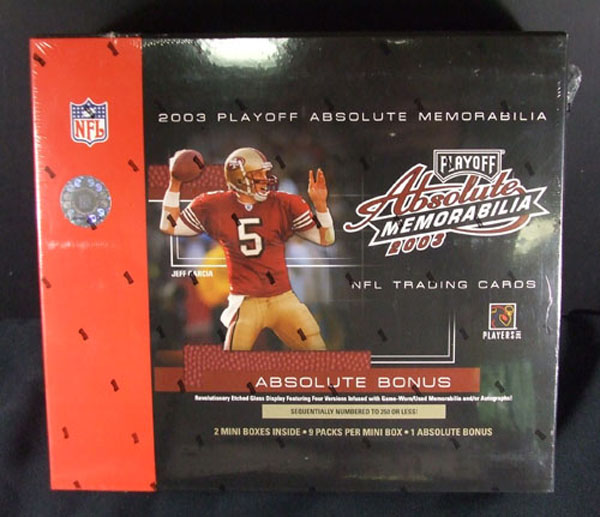 NFL
2003 PLAYOFF ABSOLUTE MEMORABILIA
PLAYOFF
Absolute
MEMORABILIA
2003
5
JEFF GARCIA
NFL TRADING CARDS
PLAYERS INC
ABSOLUTE BONUS
Revolutionary Etched Glass Display Featuring Four Versions Infused with Game-Worn/Used Memorabilia and/or Autographs!
SEQUENTIALLY NUMBERED TO 250 OR LESS!
2 MINI BOXES INSIDE • 9 PACKS PER MINI BOX • 1 ABSOLUTE BONUS